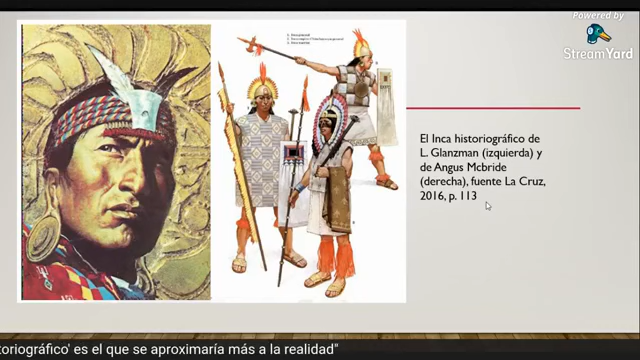 Powered by
StreamYard
El Inca historiográfico de
L. Glanzman (izquierda) y
de Angus Mcbride
(derecha), fuente La Cruz,
2016, p. 113
toriográfico' es el que se aproximaría más a la realidad"